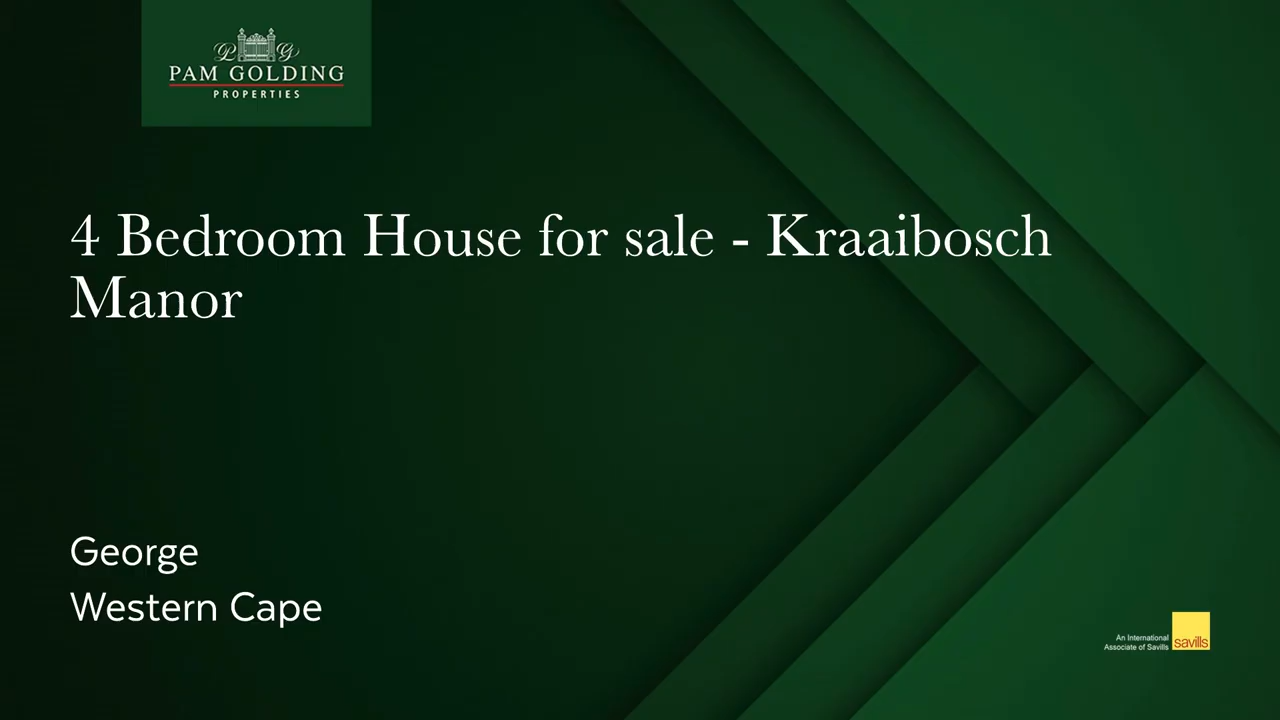 PG
PAM GOLDING
PROPERTIES
4 Bedroom House for sale - Kraaibosch
Manor
George
Western Cape
An International
Associate of Savills
savills